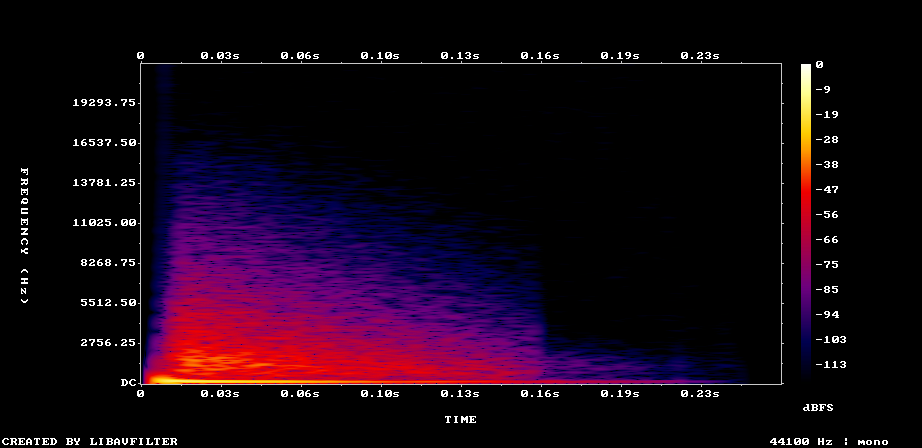 0 0.03s 0.06s 0.10s 0.13s 0.16s 0.19s 0.23s
0
-9
-19
-28
-38
-47
-56
-66
-75
-85
-94
-103
-113
dBFS
FREQUENCY (Hz)
19293.75
16537.50
13781.25
11025.00
8268.75
5512.50
2756.25
DC
0 0.03s 0.06s 0.10s 0.13s 0.16s 0.19s 0.23s
TIME
CREATED BY LIBAVFILTER
44100 Hz | mono